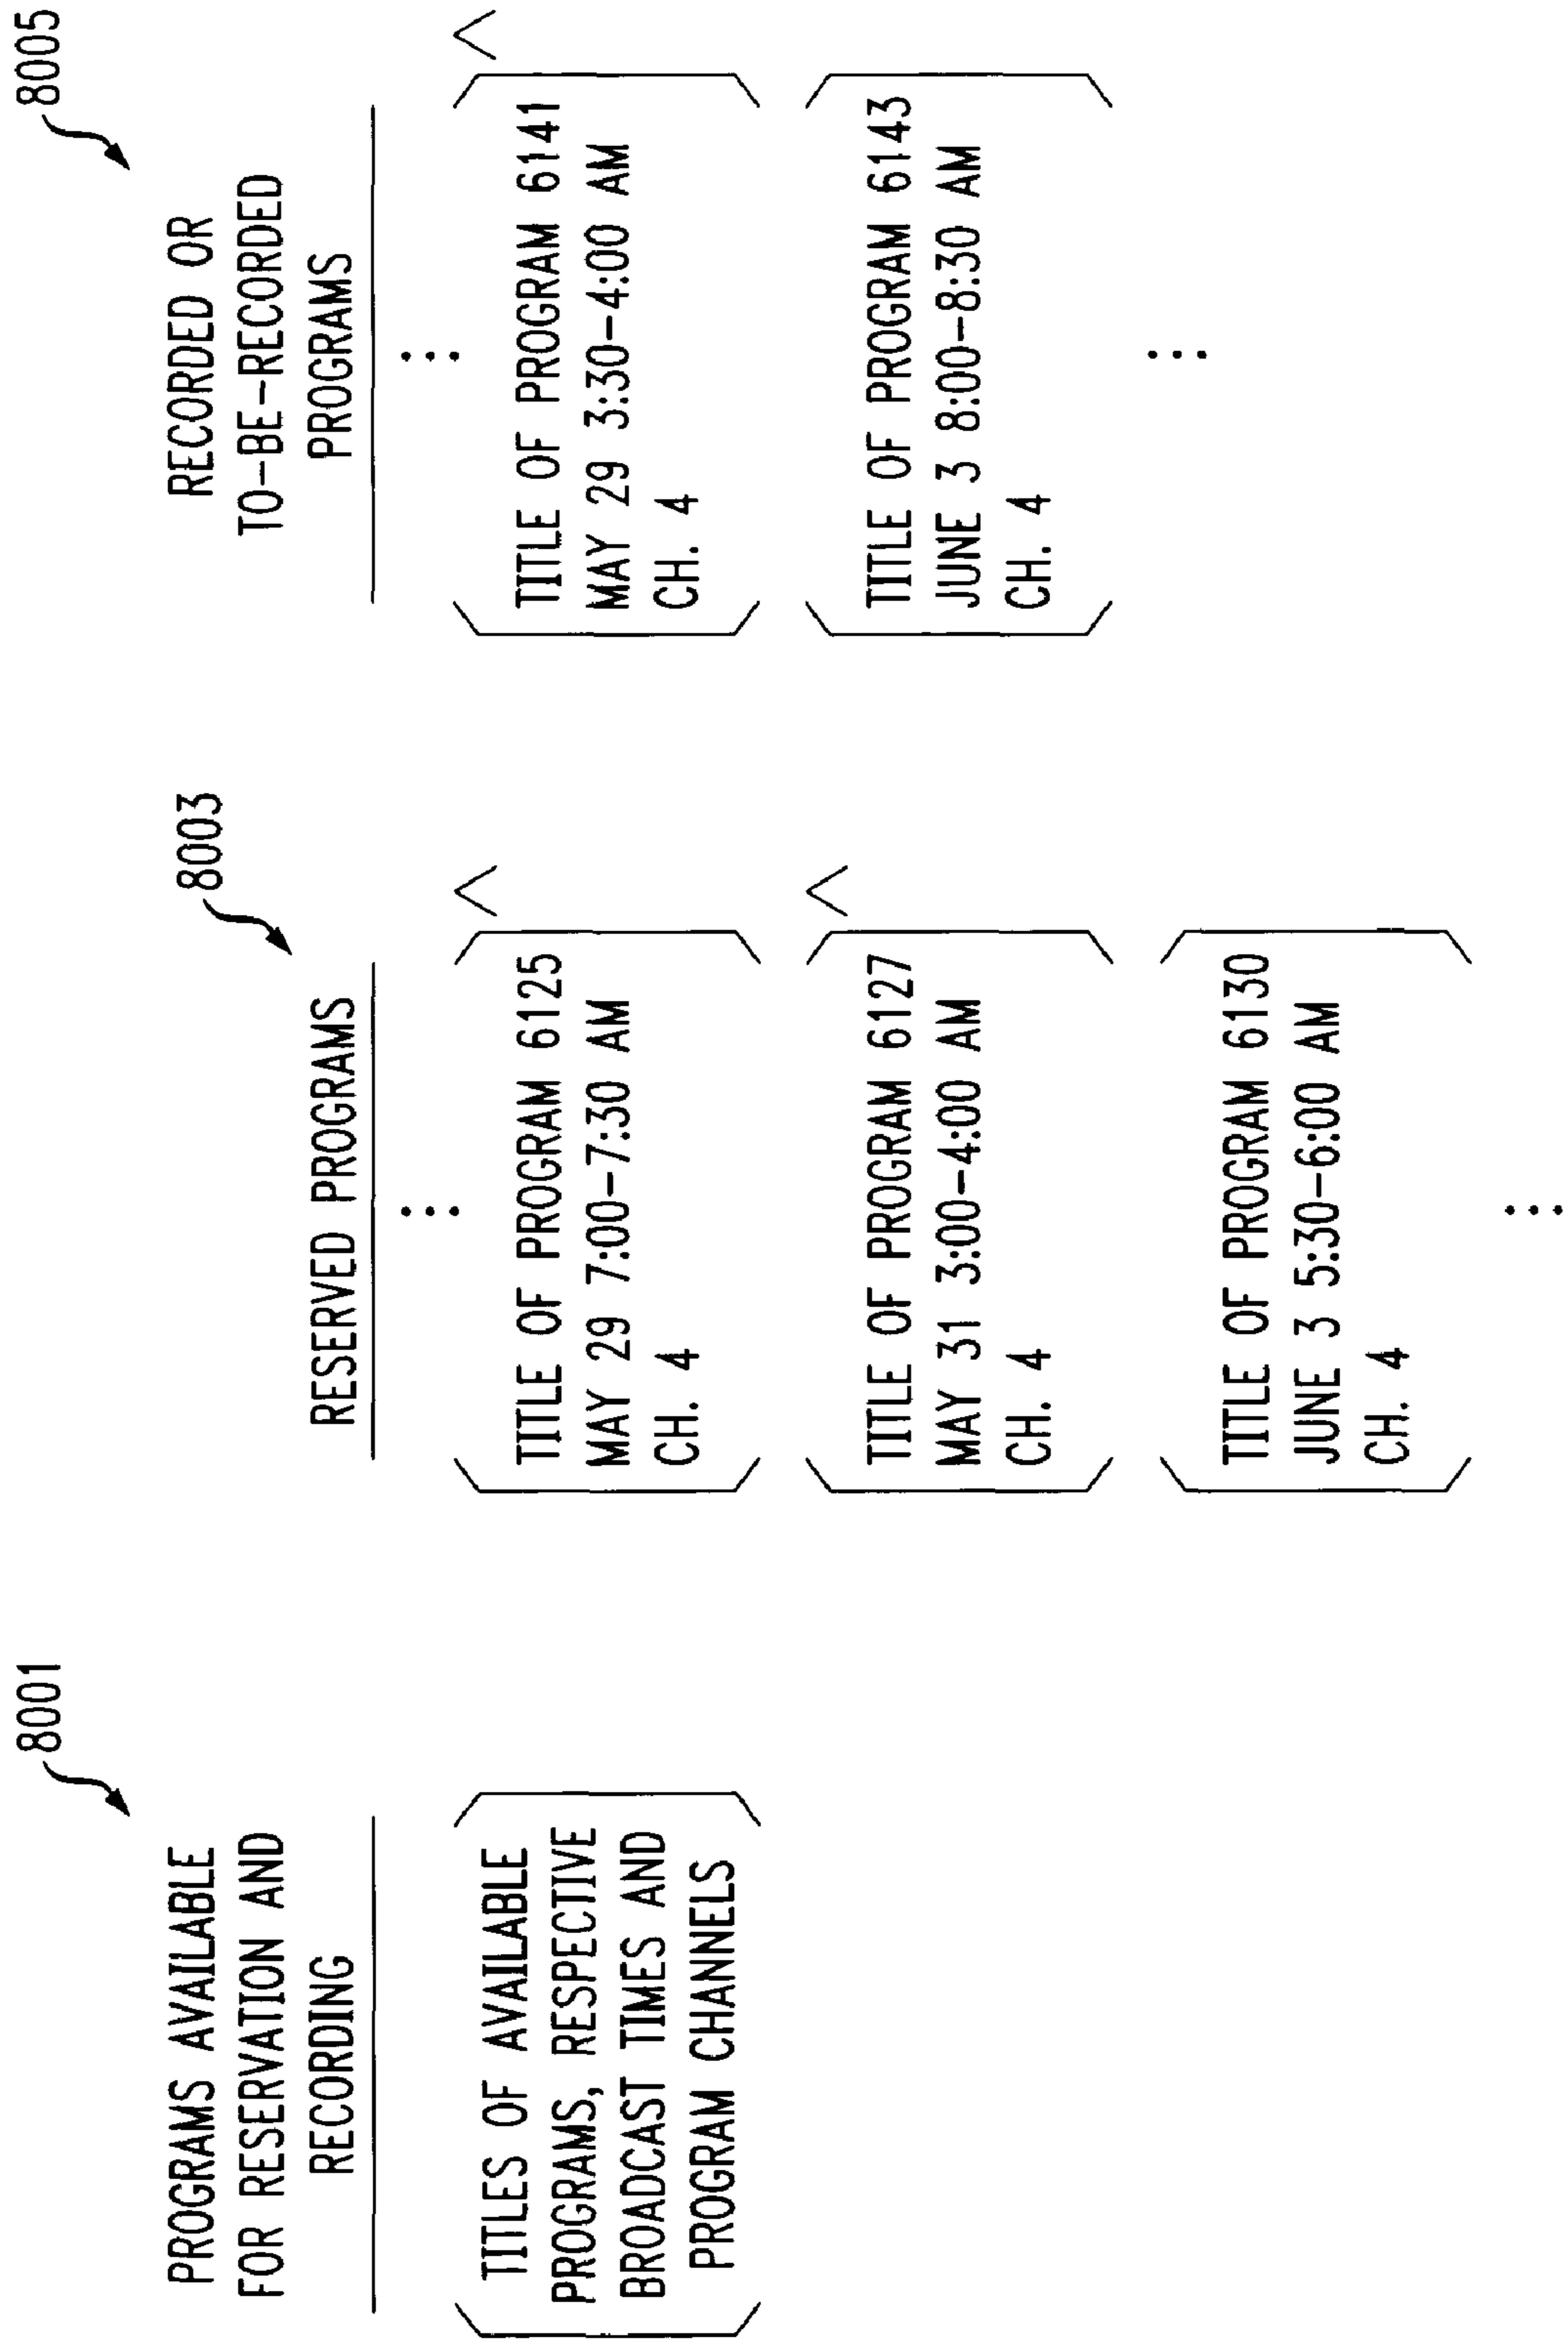 8001
PROGRAMS AVAILABLE
FOR RESERVATION AND
RECORDING
TITLES OF AVAILABLE
PROGRAMS, RESPECTIVE
BROADCAST TIMES AND
PROGRAM CHANNELS
8003
RESERVED PROGRAMS
⋮
TITLE OF PROGRAM 6125
MAY 29 7:00-7:30 AM
CH. 4
<
TITLE OF PROGRAM 6127
MAY 31 3:00-4:00 AM
CH. 4
<
TITLE OF PROGRAM 6130
JUNE 3 5:30-6:00 AM
CH. 4
⋮
8005
RECORDED OR
TO-BE-RECORDED
PROGRAMS
⋮
TITLE OF PROGRAM 6141
MAY 29 3:30-4:00 AM
CH. 4
<
TITLE OF PROGRAM 6143
JUNE 3 8:00-8:30 AM
CH. 4
⋮